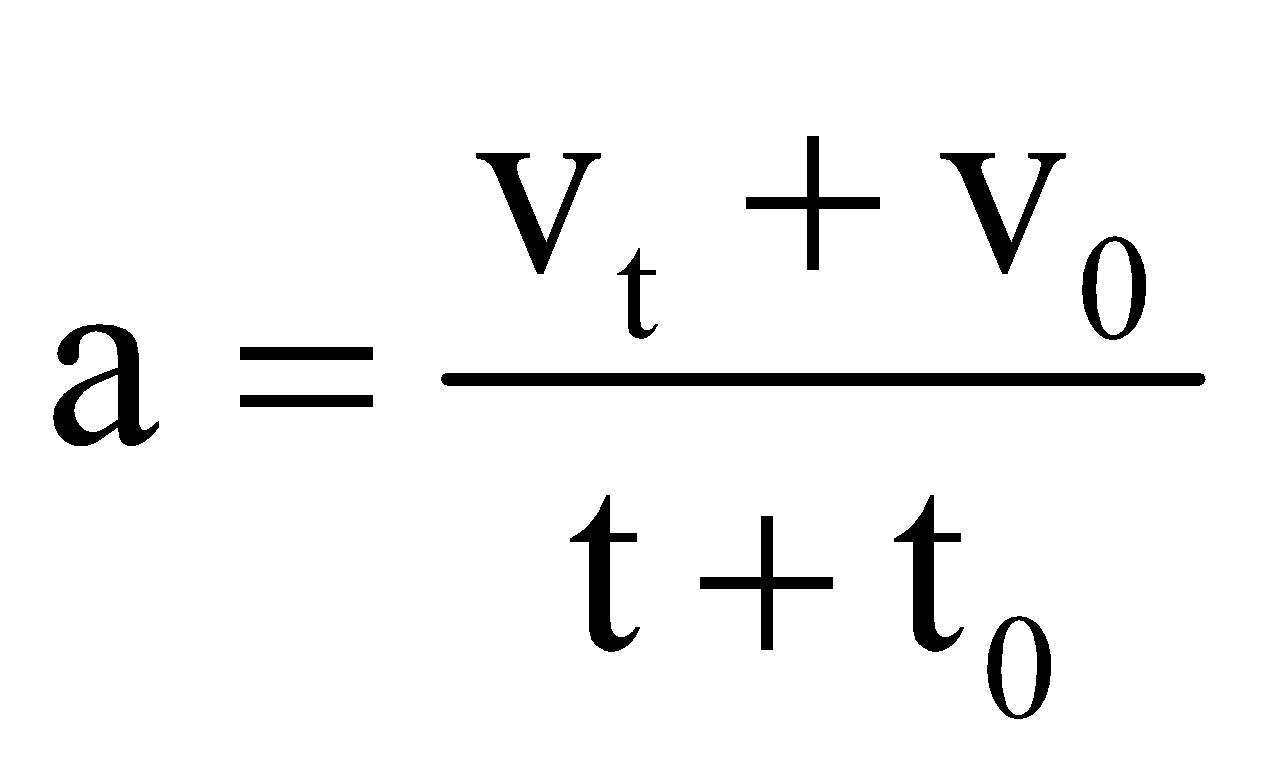 a = (vₜ + v₀) / (t + t₀)